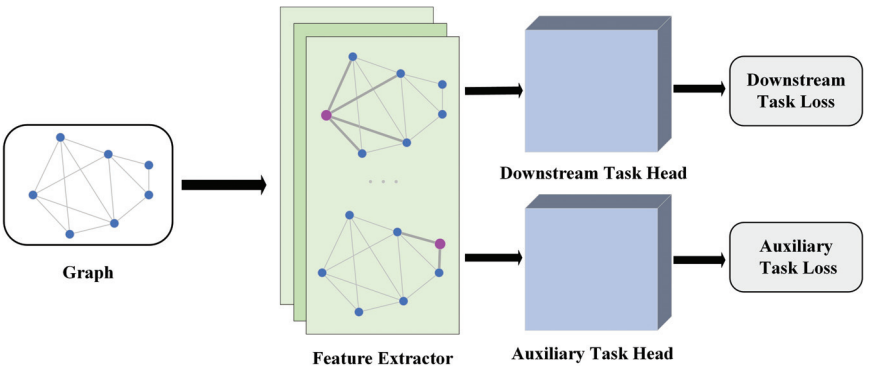 Graph
Feature Extractor
Downstream Task Head
Downstream
Task Loss
Auxiliary Task Head
Auxiliary
Task Loss